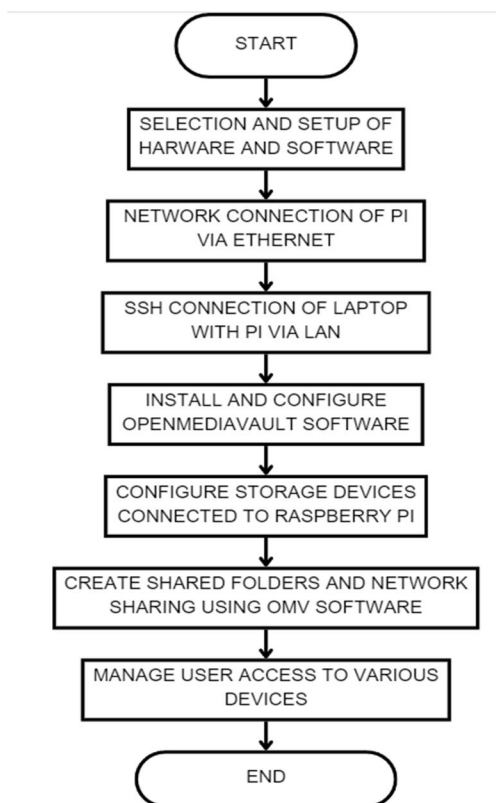 START
SELECTION AND SETUP OF
HARWARE AND SOFTWARE
NETWORK CONNECTION OF PI
VIA ETHERNET
SSH CONNECTION OF LAPTOP
WITH PI VIA LAN
INSTALL AND CONFIGURE
OPENMEDIAVAULT SOFTWARE
CONFIGURE STORAGE DEVICES
CONNECTED TO RASPBERRY PI
CREATE SHARED FOLDERS AND NETWORK
SHARING USING OMV SOFTWARE
MANAGE USER ACCESS TO VARIOUS
DEVICES
END